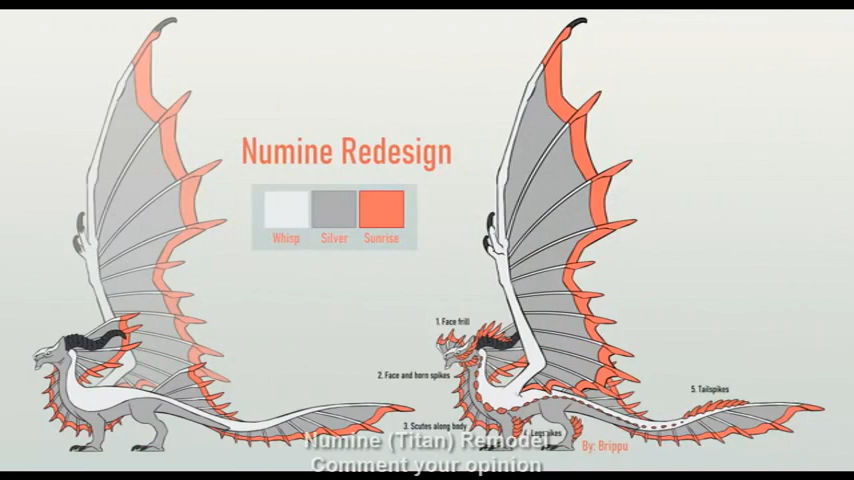 Numine Redesign
Whisp Silver Sunrise
1. Face frill
2. Face and horn spikes
5. Tailspikes
3. Scutes along body
4. Legspikes
By: Brippu
Numine (Titan) Remodel
Comment your opinion